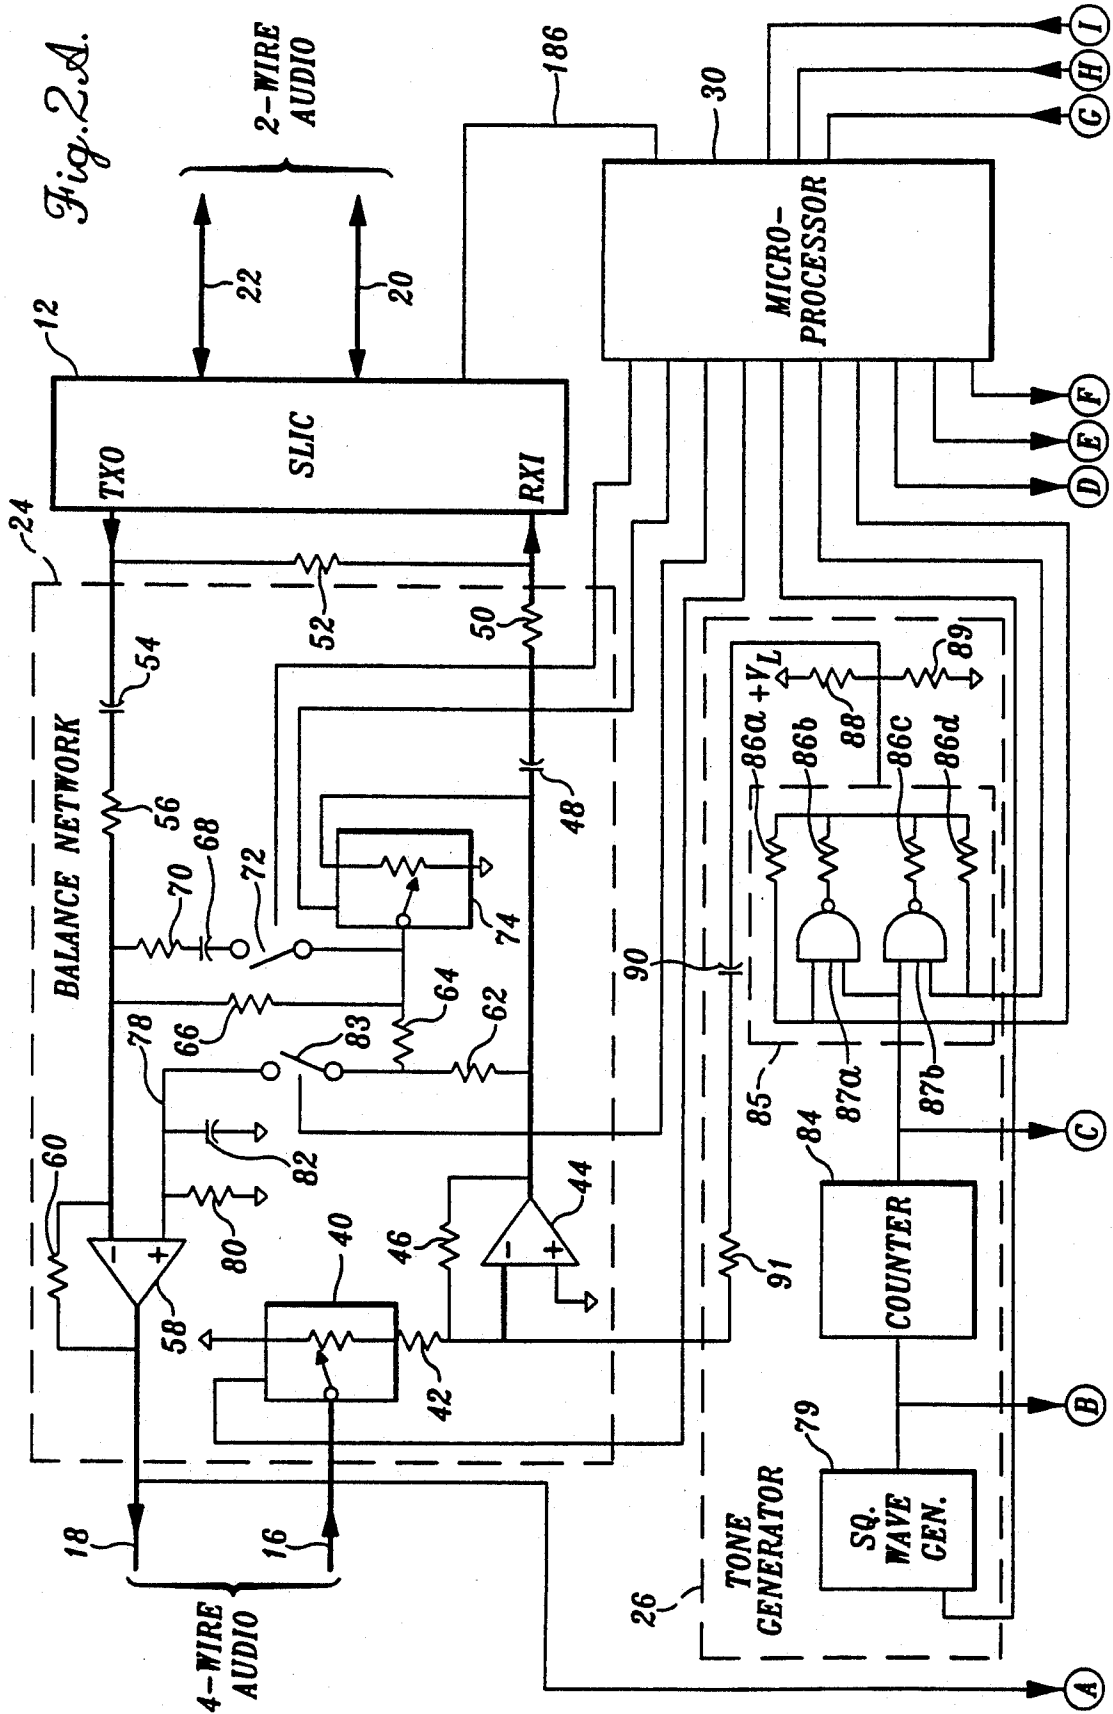 Fig. 2A.
4-WIRE
AUDIO
18
16
60
58
78
80
82
66
70
68
83
72
56
54
24
BALANCE NETWORK
TXO
SLIC
RXI
12
22
20
2-WIRE
AUDIO
40
42
46
44
62
64
74
48
50
52
186
-
+
-
+
26
TONE
GENERATOR
91
90
SQ.
WAVE
GEN.
79
COUNTER
84
85
87a
87b
86a
86b
86c
86d
+VL
88
89
MICRO-
PROCESSOR
30
A
B
C
D
E
F
G
H
I